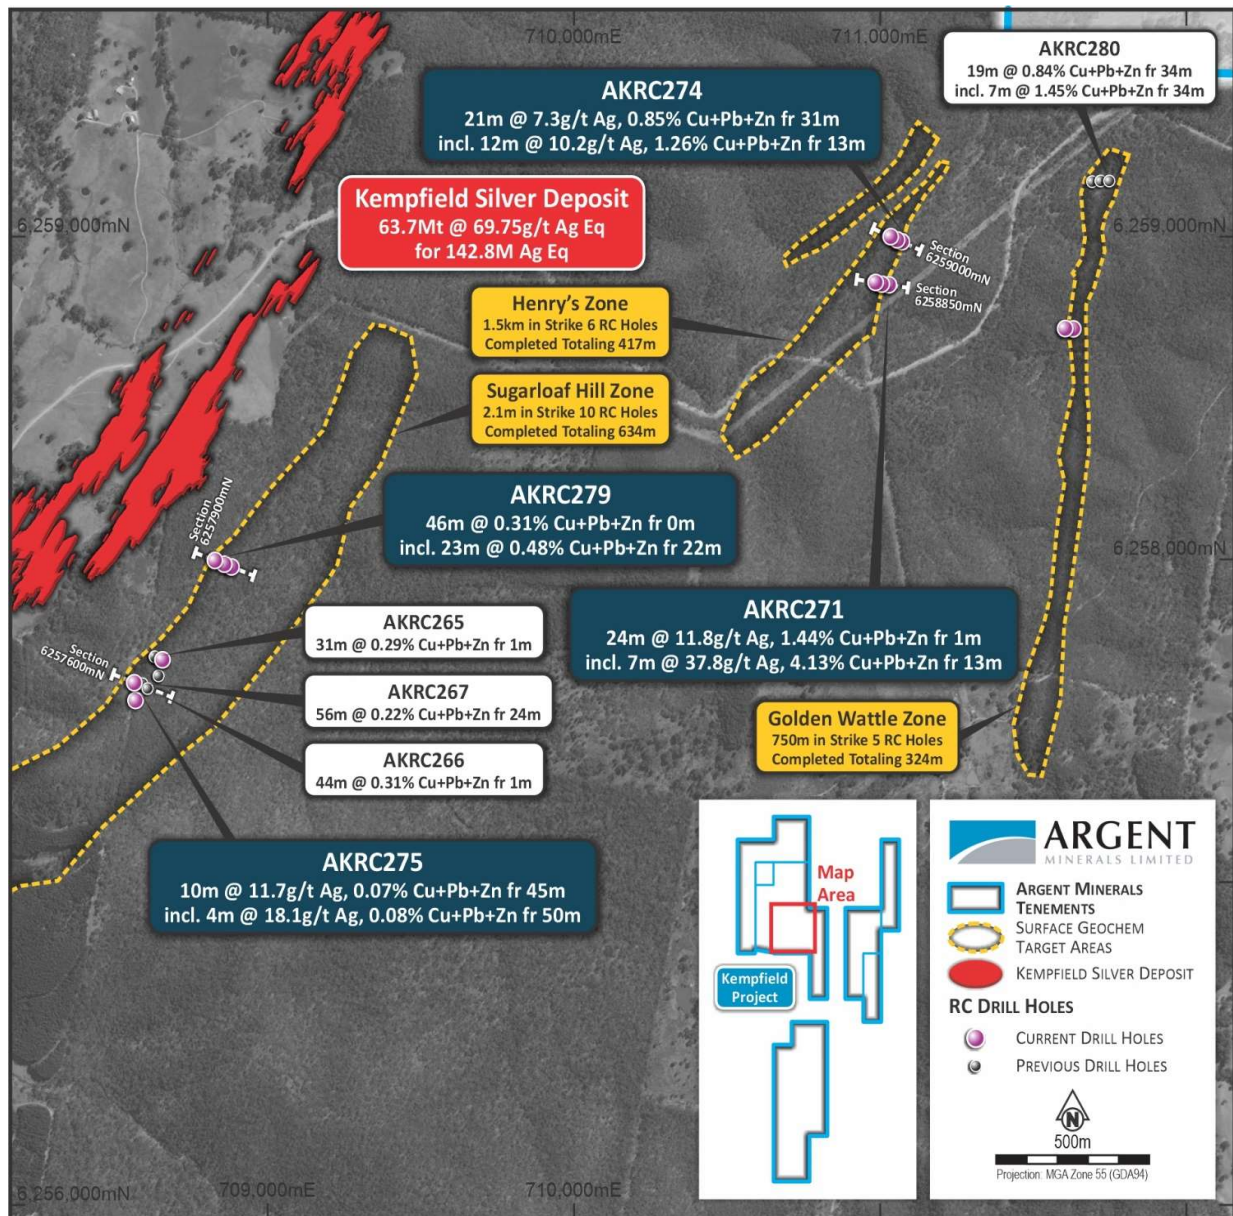 710,000mE
711,000mE
AKRC280
19m @ 0.84% Cu+Pb+Zn fr 34m
incl. 7m @ 1.45% Cu+Pb+Zn fr 34m
AKRC274
21m @ 7.3g/t Ag, 0.85% Cu+Pb+Zn fr 31m
incl. 12m @ 10.2g/t Ag, 1.26% Cu+Pb+Zn fr 13m
Kempfield Silver Deposit
63.7Mt @ 69.75g/t Ag Eq
for 142.8M Ag Eq
6,259,000mN
6,259,000mN
Section
6259000mN
Section
6258850mN
Henry's Zone
1.5km in Strike 6 RC Holes
Completed Totaling 417m
Sugarloaf Hill Zone
2.1m in Strike 10 RC Holes
Completed Totaling 634m
Section
6257900mN
AKRC279
46m @ 0.31% Cu+Pb+Zn fr 0m
incl. 23m @ 0.48% Cu+Pb+Zn fr 22m
6,258,000mN
AKRC265
31m @ 0.29% Cu+Pb+Zn fr 1m
AKRC271
24m @ 11.8g/t Ag, 1.44% Cu+Pb+Zn fr 1m
incl. 7m @ 37.8g/t Ag, 4.13% Cu+Pb+Zn fr 13m
Section
6257600mN
AKRC267
56m @ 0.22% Cu+Pb+Zn fr 24m
AKRC266
44m @ 0.31% Cu+Pb+Zn fr 1m
Golden Wattle Zone
750m in Strike 5 RC Holes
Completed Totaling 324m
AKRC275
10m @ 11.7g/t Ag, 0.07% Cu+Pb+Zn fr 45m
incl. 4m @ 18.1g/t Ag, 0.08% Cu+Pb+Zn fr 50m
Map
Area
Kempfield
Project
ARGENT
MINERALS LIMITED
ARGENT MINERALS
TENEMENTS
SURFACE GEOCHEM
TARGET AREAS
KEMPFIELD SILVER DEPOSIT
RC DRILL HOLES
CURRENT DRILL HOLES
PREVIOUS DRILL HOLES
N
500m
Projection: MGA Zone 55 (GDA94)
6,256,000mN
709,000mE
710,000mE